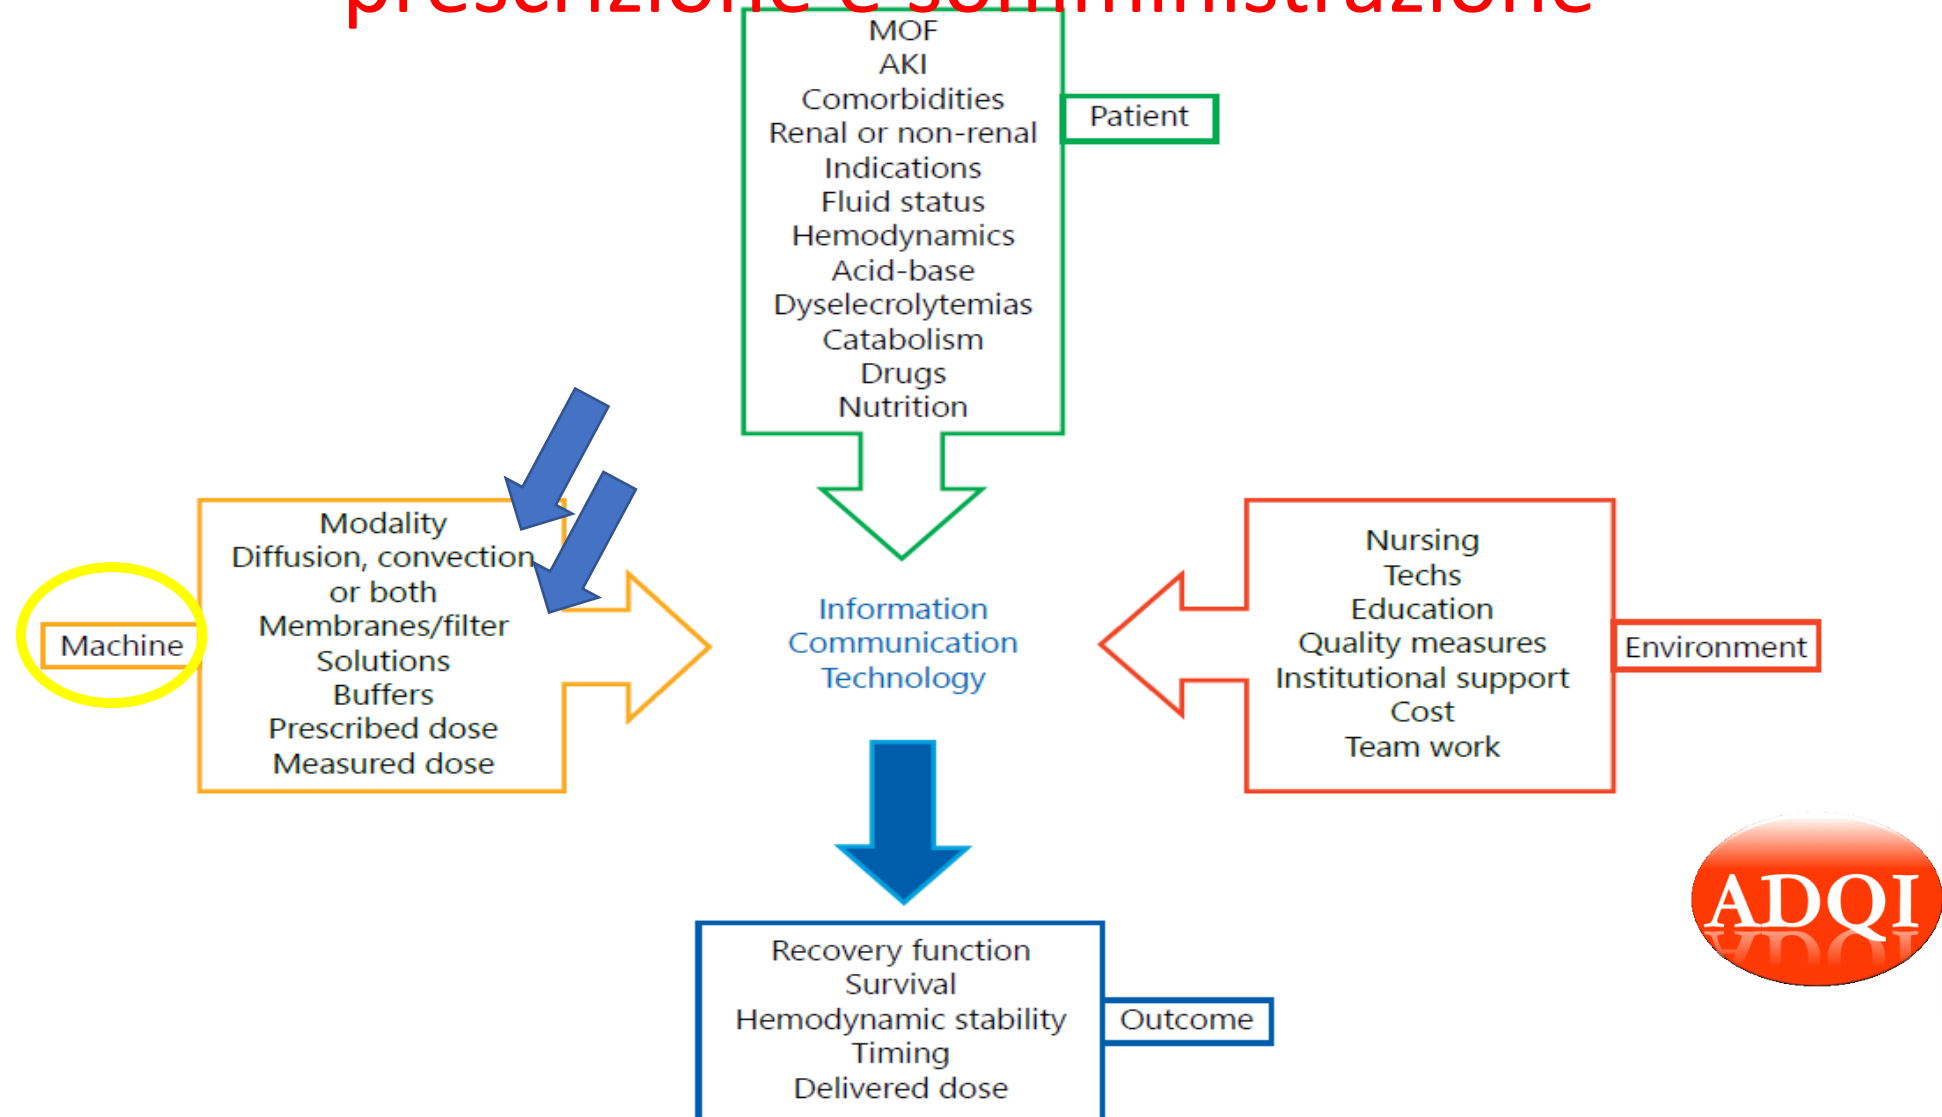 prescrizione e somministrazione
MOF
AKI
Comorbidities
Renal or non-renal
Indications
Fluid status
Hemodynamics
Acid-base
Dyselecrolytemias
Catabolism
Drugs
Nutrition
Patient
Modality
Diffusion, convection
or both
Membranes/filter
Solutions
Buffers
Prescribed dose
Measured dose
Machine
Information
Communication
Technology
Nursing
Techs
Education
Quality measures
Institutional support
Cost
Team work
Environment
ADQI
Recovery function
Survival
Hemodynamic stability
Timing
Delivered dose
Outcome